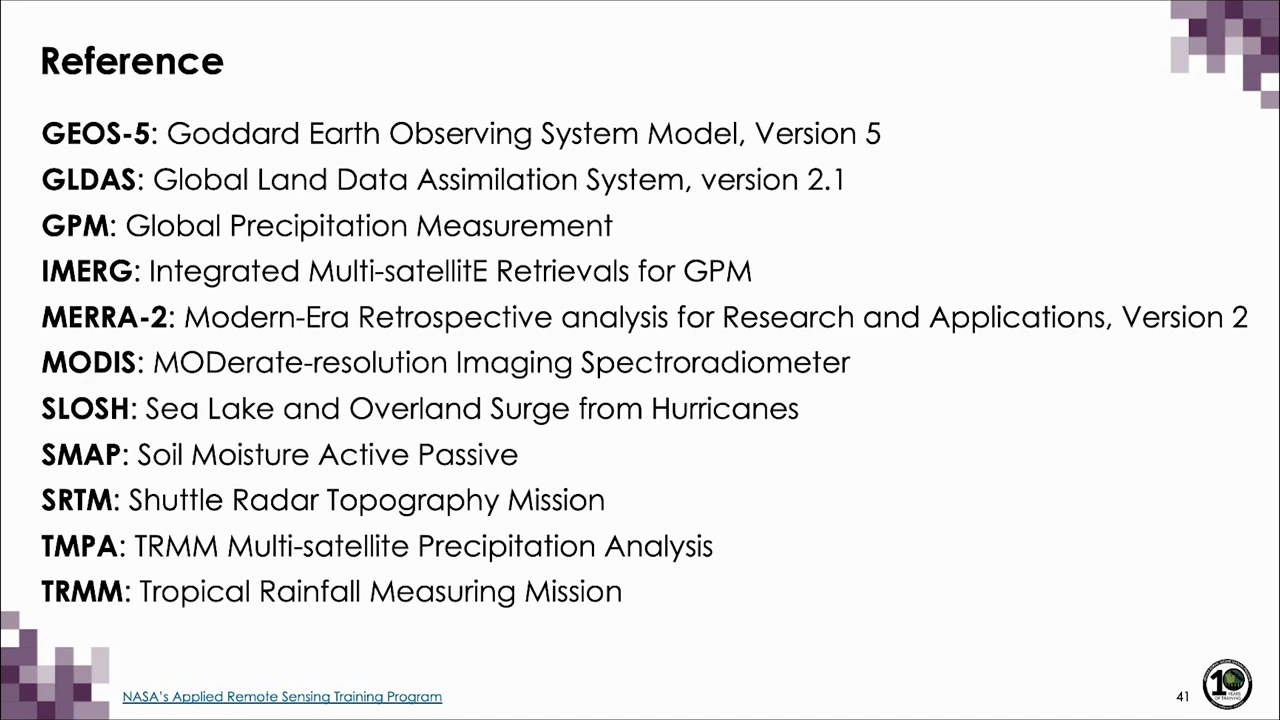 Reference
GEOS-5: Goddard Earth Observing System Model, Version 5
GLDAS: Global Land Data Assimilation System, version 2.1
GPM: Global Precipitation Measurement
IMERG: Integrated Multi-satellitE Retrievals for GPM
MERRA-2: Modern-Era Retrospective analysis for Research and Applications, Version 2
MODIS: MODerate-resolution Imaging Spectroradiometer
SLOSH: Sea Lake and Overland Surge from Hurricanes
SMAP: Soil Moisture Active Passive
SRTM: Shuttle Radar Topography Mission
TMPA: TRMM Multi-satellite Precipitation Analysis
TRMM: Tropical Rainfall Measuring Mission
NASA's Applied Remote Sensing Training Program
41
10
YEARS
OF TRAINING